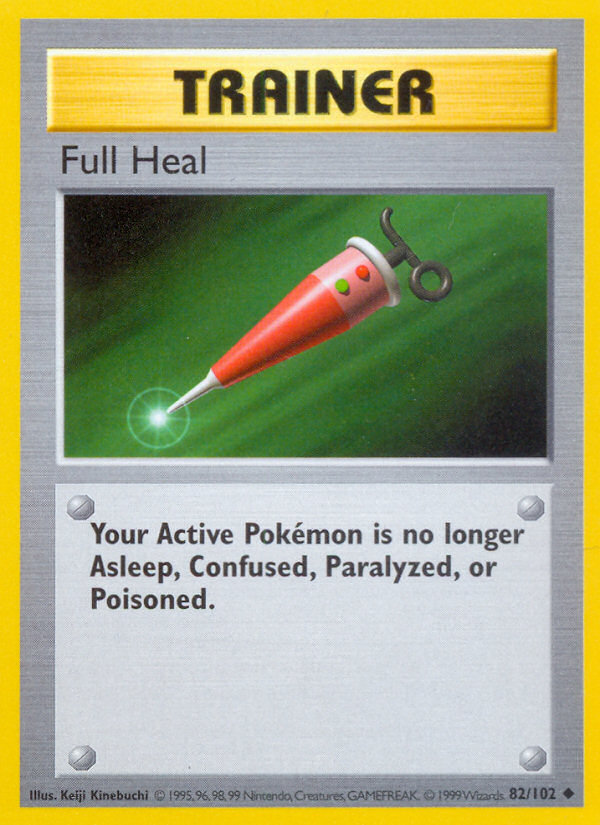 TRAINER
Full Heal
Your Active Pokémon is no longer
Asleep, Confused, Paralyzed, or
Poisoned.
Illus. Keiji Kinebuchi © 1995, 96, 98, 99 Nintendo, Creatures, GAMEFREAK. © 1999 Wizards. 82/102 ◆